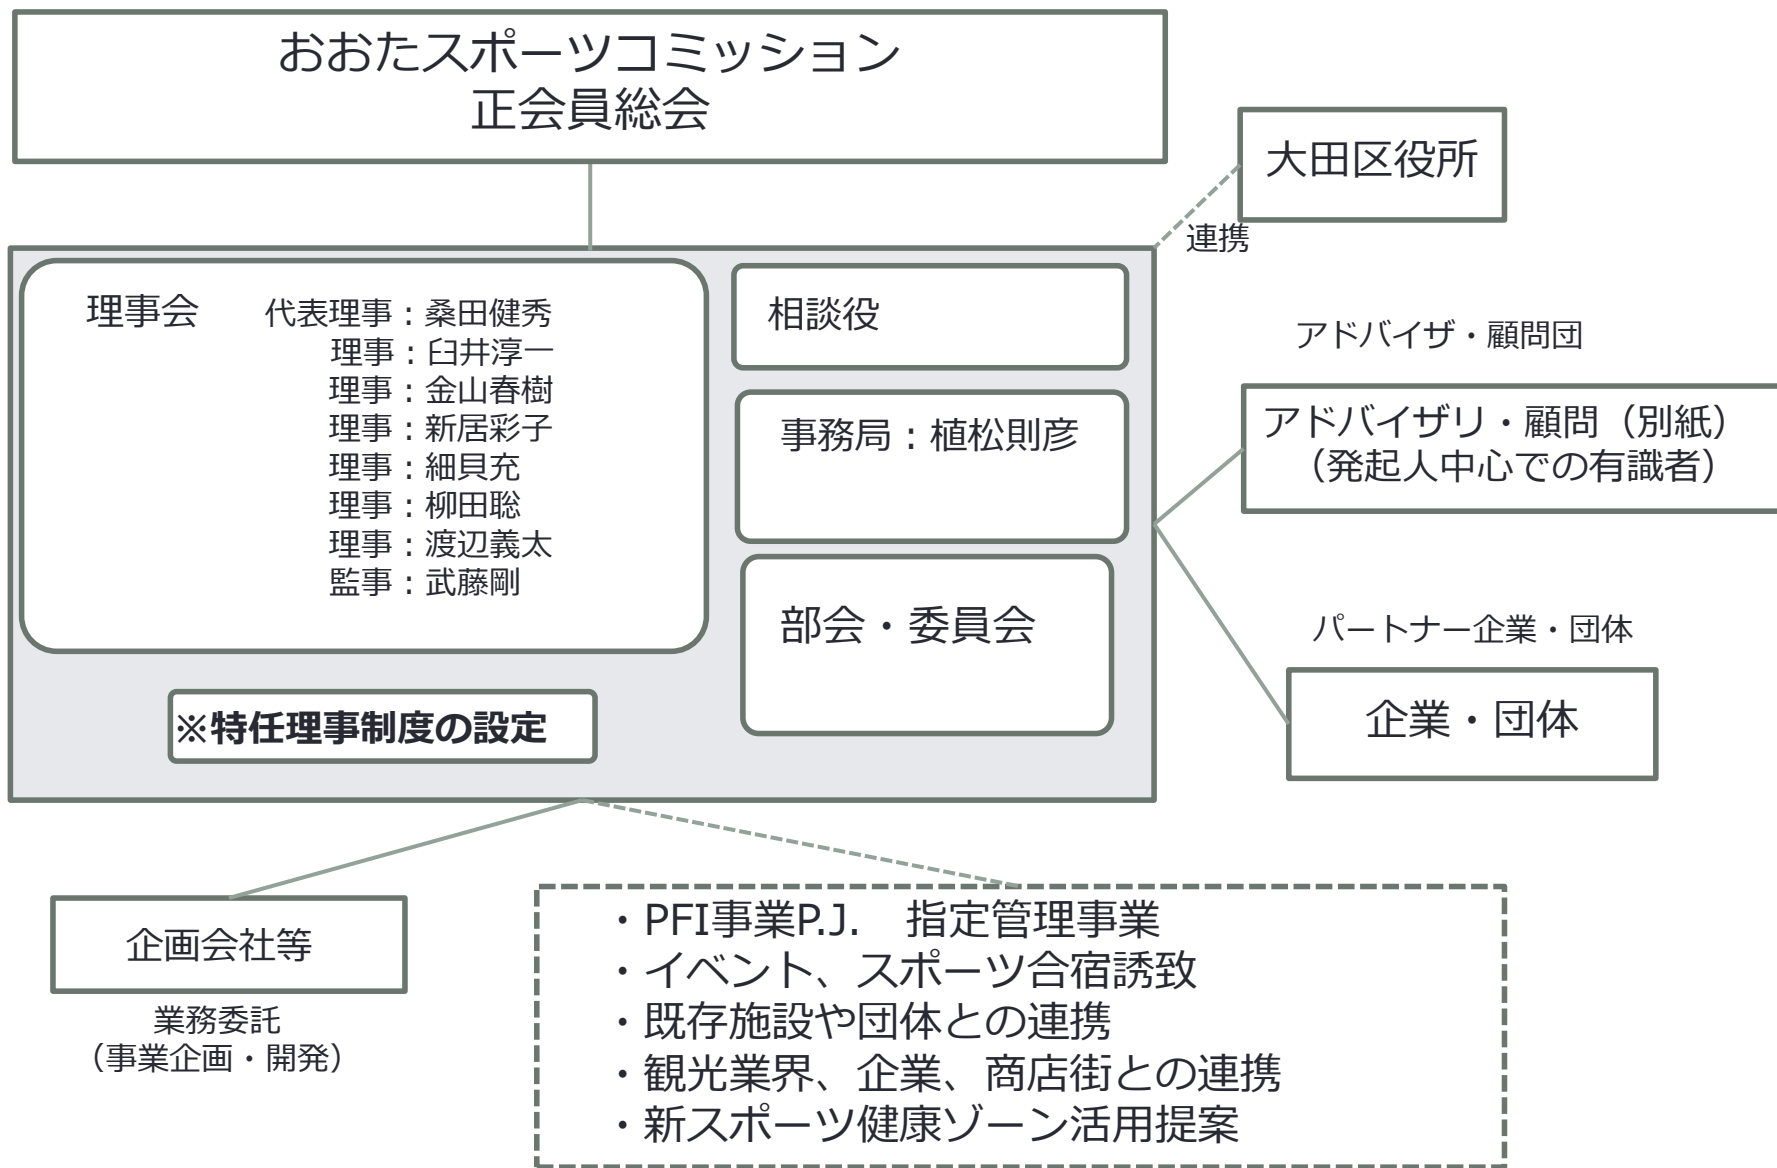 おおたスポーツコミッション
正会員総会
大田区役所
連携
理事会
代表理事：桑田健秀
理事：臼井淳一
理事：金山春樹
理事：新居彩子
理事：細貝充
理事：柳田聡
理事：渡辺義太
監事：武藤剛
相談役
事務局：植松則彦
部会・委員会
※特任理事制度の設定
アドバイザ・顧問団
アドバイザリ・顧問（別紙）
（発起人中心での有識者）
パートナー企業・団体
企業・団体
企画会社等
業務委託
（事業企画・開発）
・PFI事業P.J.　指定管理事業
・イベント、スポーツ合宿誘致
・既存施設や団体との連携
・観光業界、企業、商店街との連携
・新スポーツ健康ゾーン活用提案